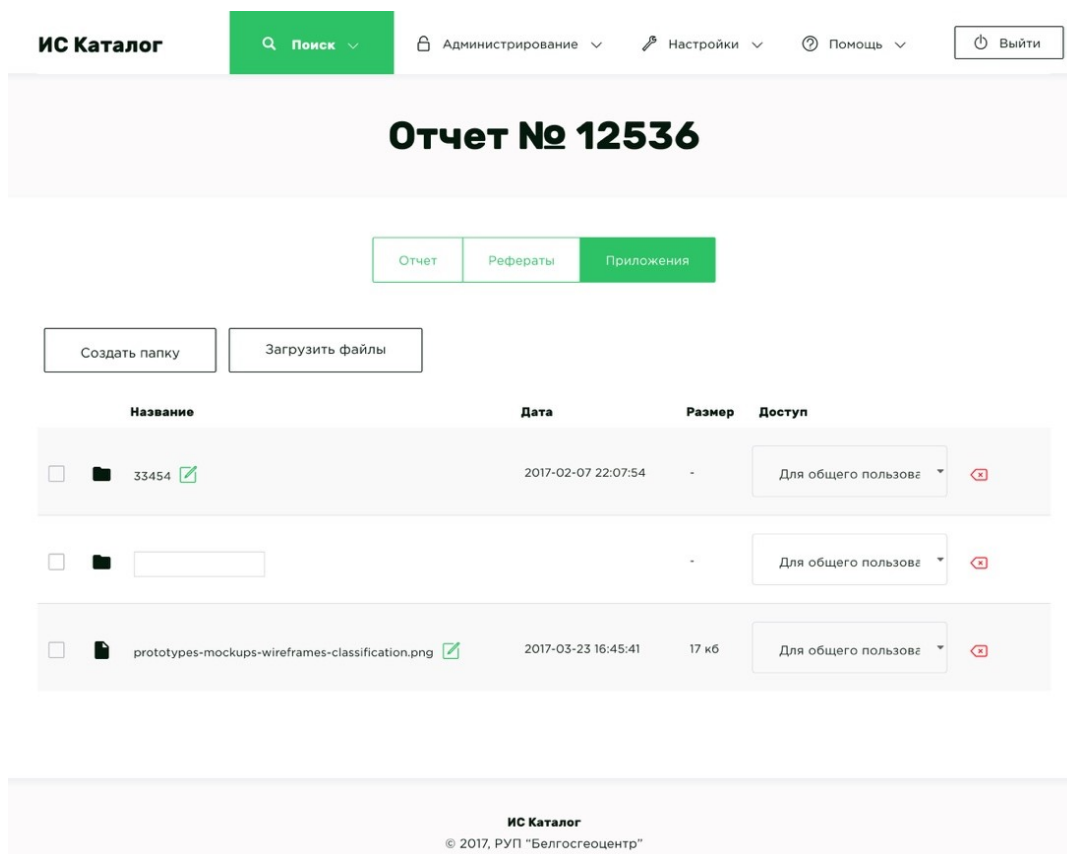 ИС Каталог
Поиск
Администрирование
Настройки
Помощь
Выйти
Отчет № 12536
Отчет
Рефераты
Приложения
Создать папку
Загрузить файлы
Название Дата Размер Доступ
33454 2017-02-07 22:07:54 - Для общего пользова
- Для общего пользова
prototypes-mockups-wireframes-classification.png 2017-03-23 16:45:41 17 кб Для общего пользова
ИС Каталог
© 2017, РУП "Белгосгеоцентр"